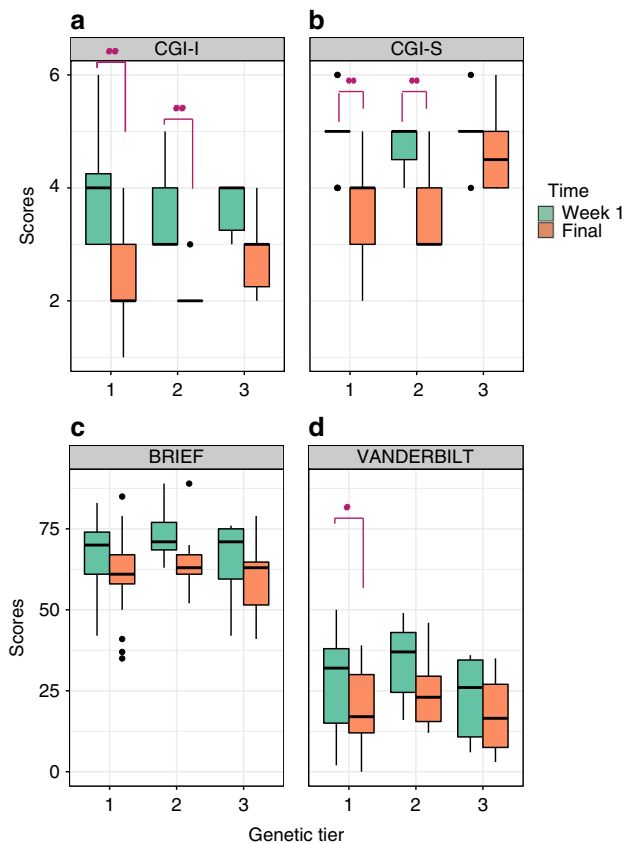 a
b
CGI-I
CGI-S
**
**
**
**
6
4
2
Scores
1
2
3
1
2
3
Time
Week 1
Final
c
d
BRIEF
VANDERBILT
*
75
50
25
0
Scores
1
2
3
1
2
3
Genetic tier